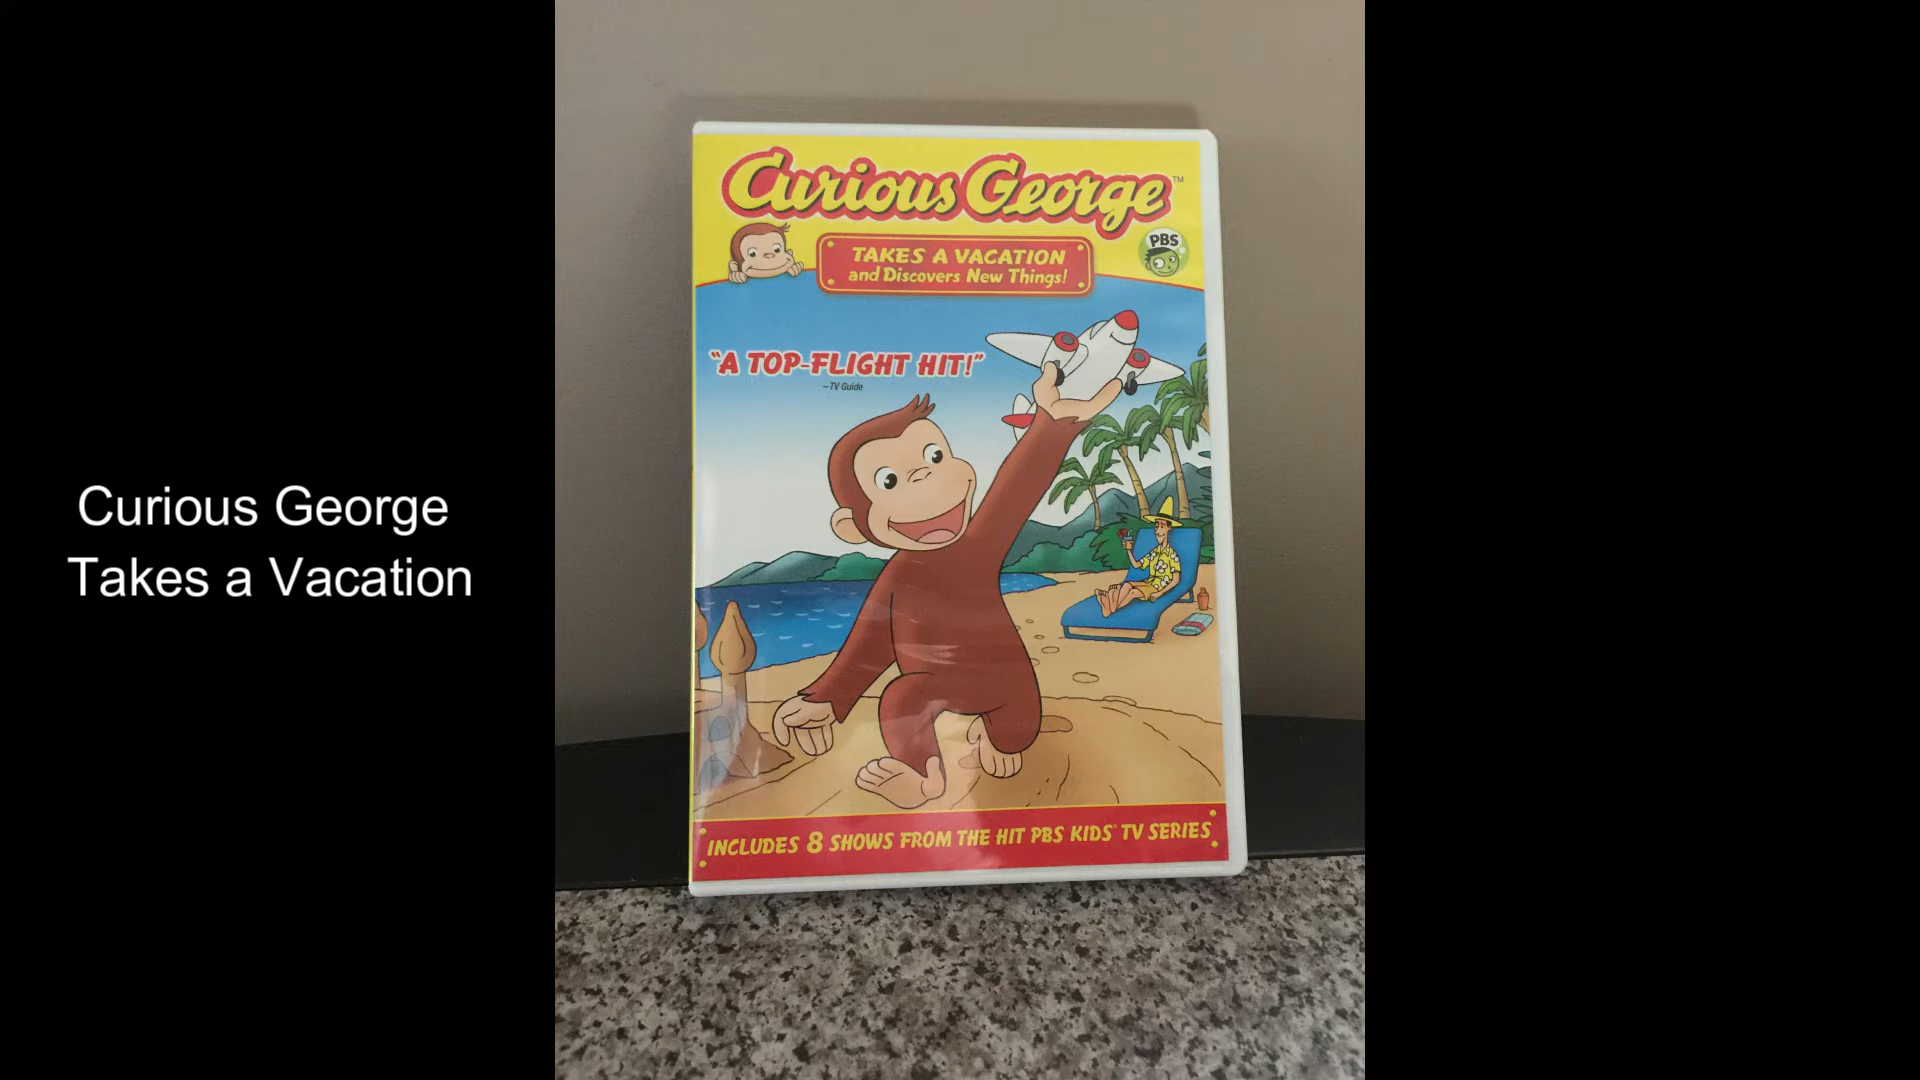 Curious George
Takes a Vacation
Curious George™
TAKES A VACATION
and Discovers New Things!
PBS
"A TOP-FLIGHT HIT!"
–TV Guide
INCLUDES 8 SHOWS FROM THE HIT PBS KIDS® TV SERIES